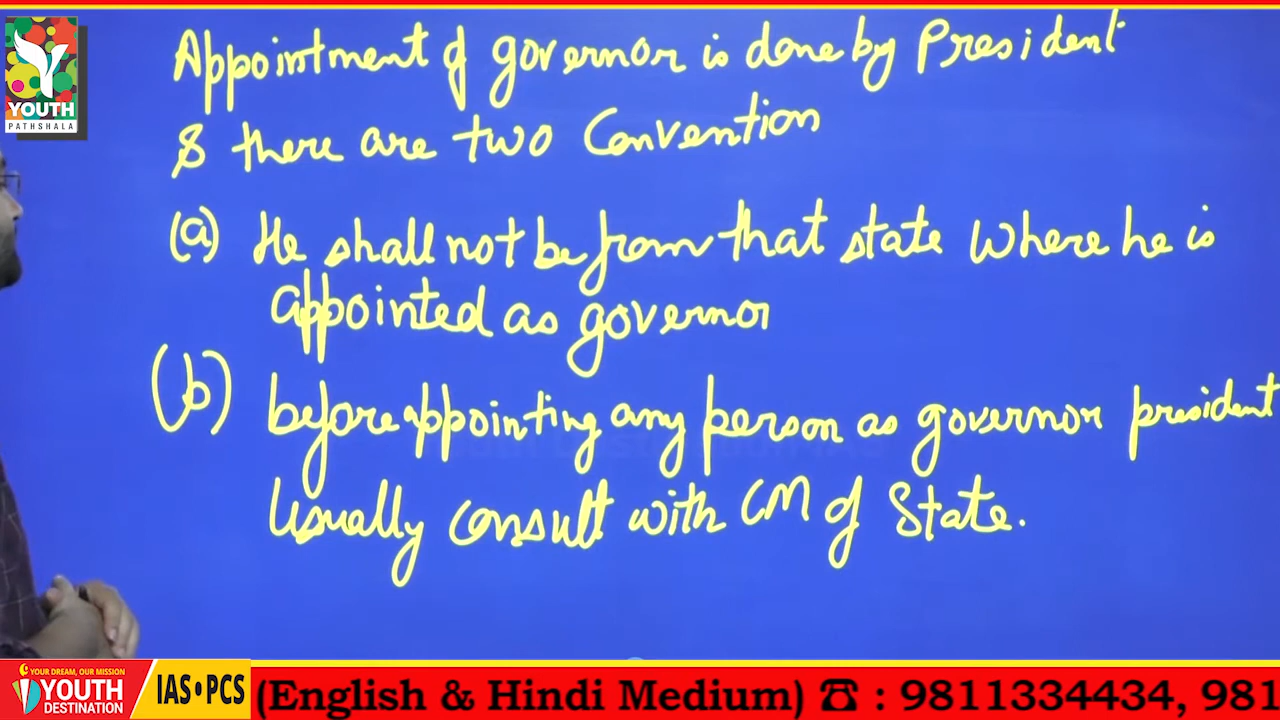 YOUTH
PATHSHALA
Appointment of governor is done by President
& there are two Convention
(a) He shall not be from that state where he is
appointed as governor
(b) before appointing any person as governor president
Usually consult with CM of State.
YOUR DREAM, OUR MISSION
YOUTH
DESTINATION
IAS•PCS
(English & Hindi Medium) ☎ : 9811334434, 981